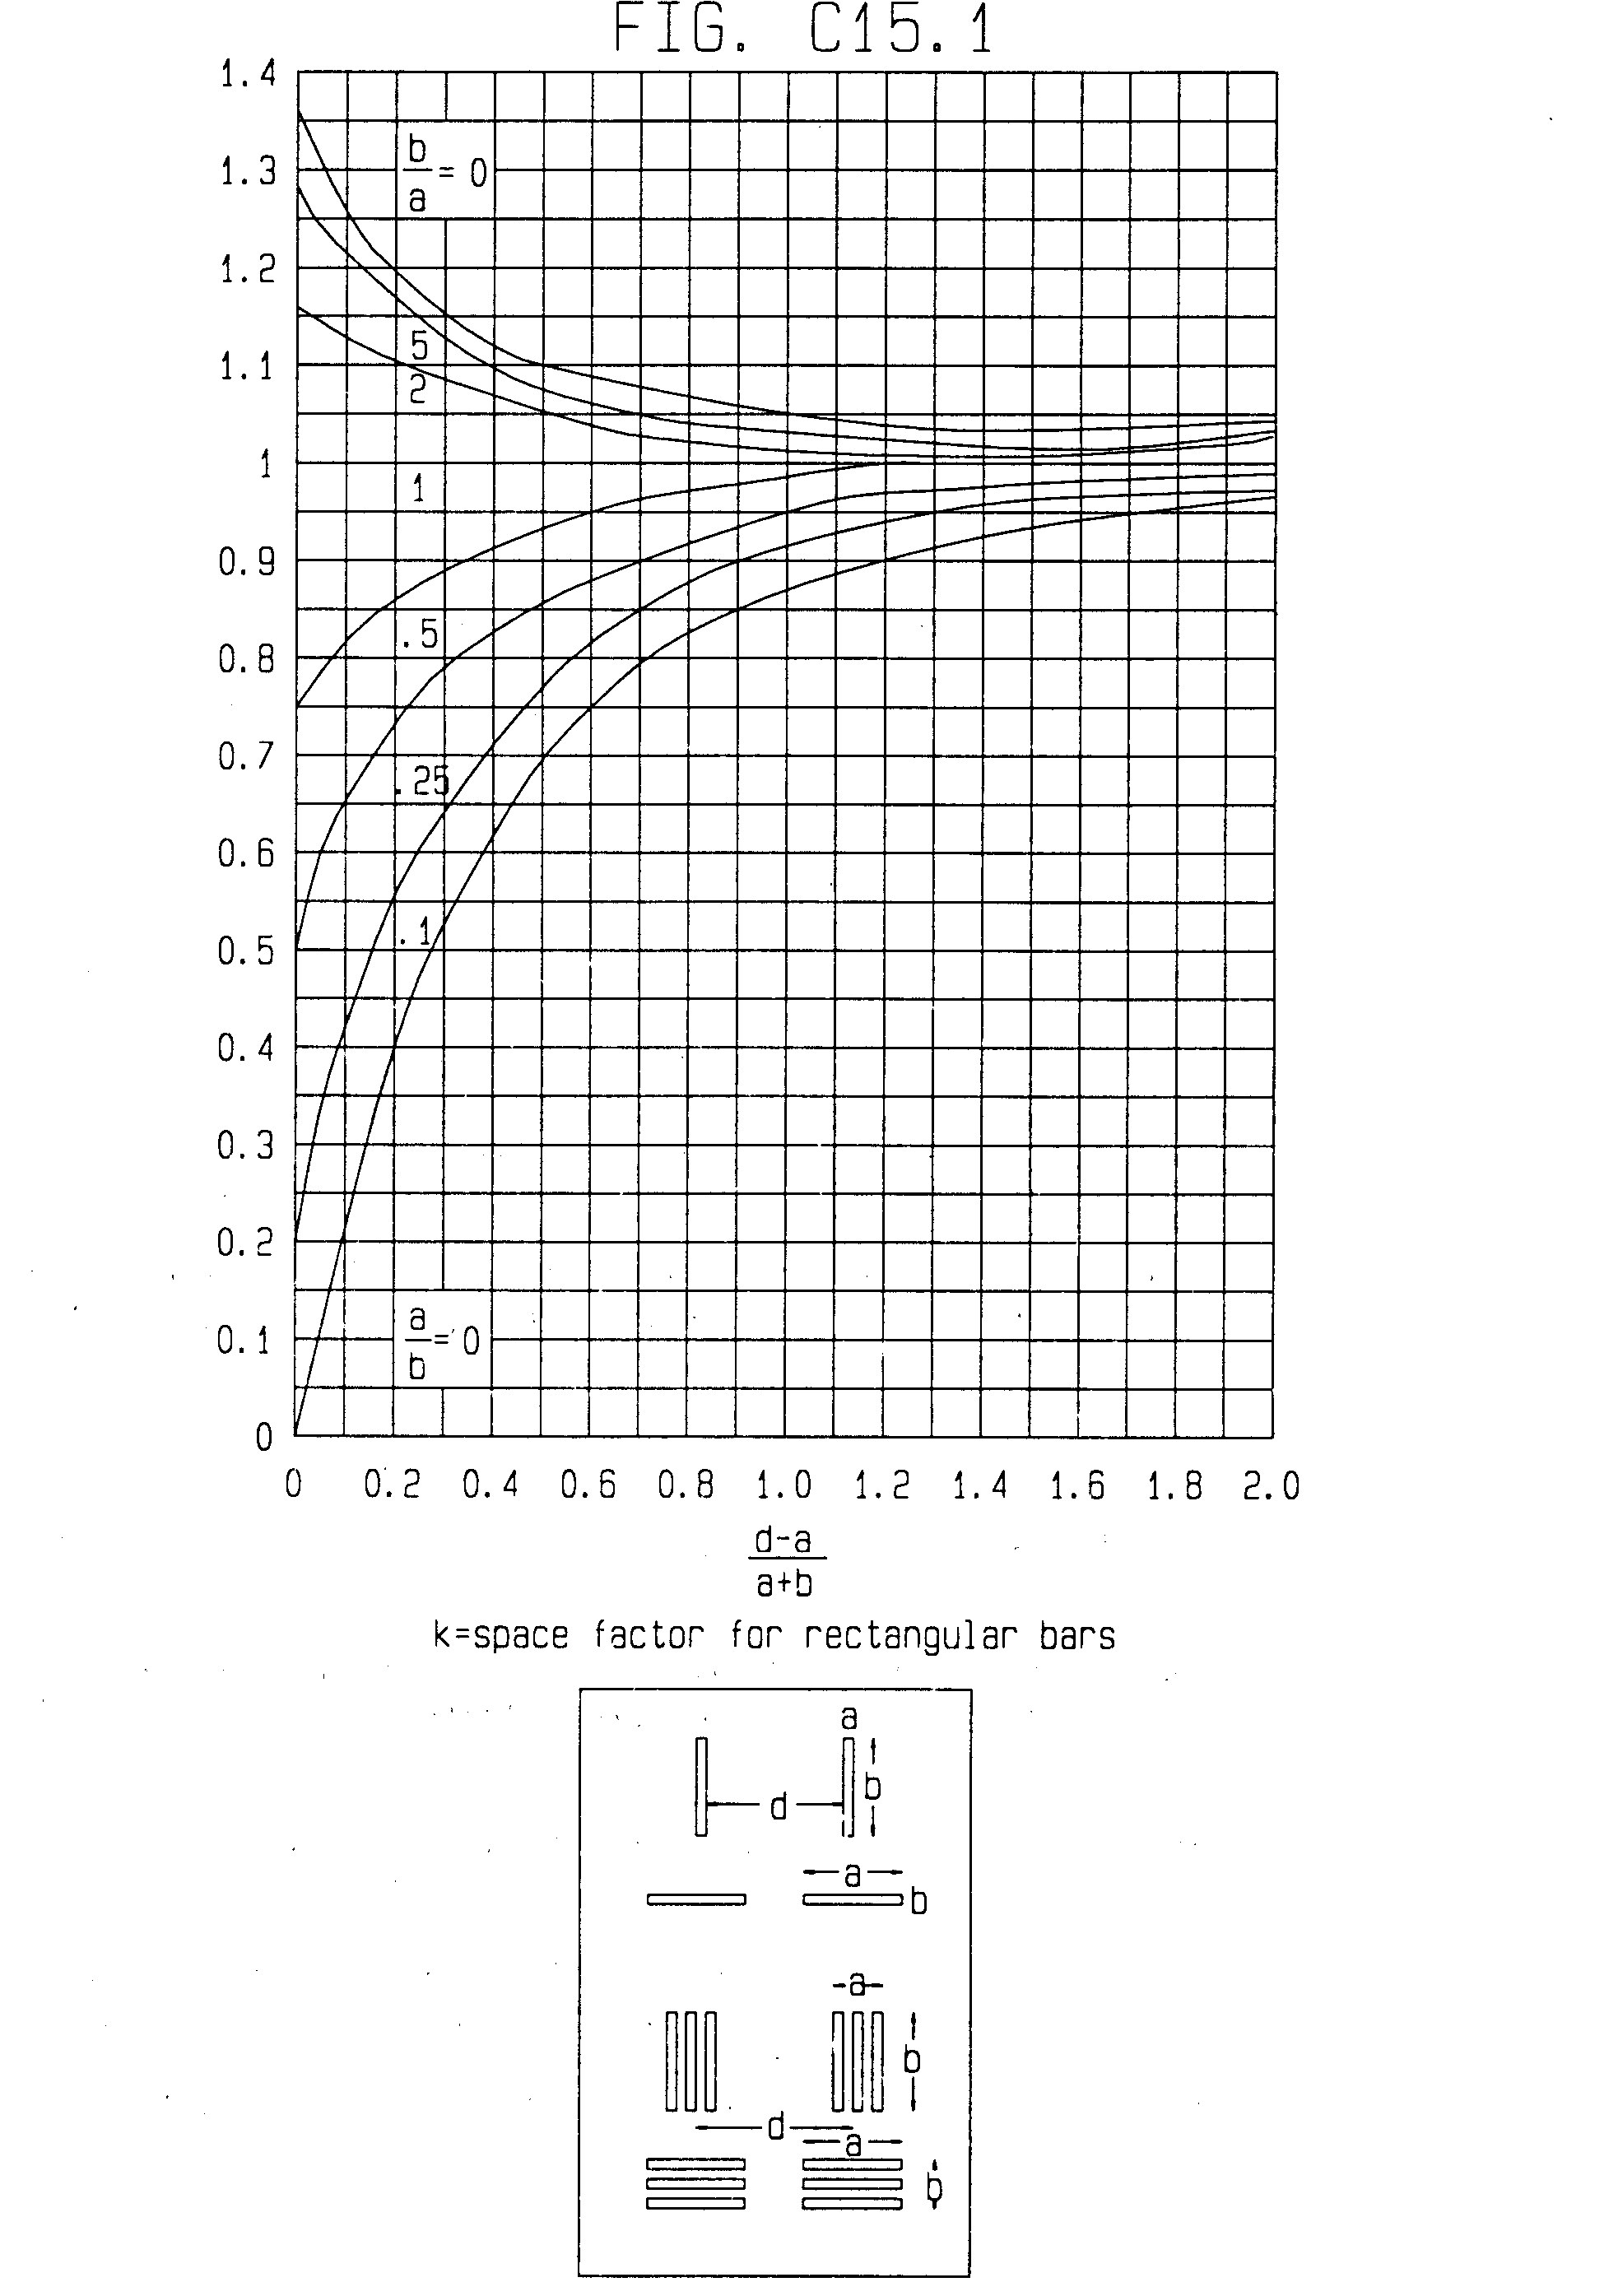 FIG. C15.1
1.4
1.3
1.2
1.1
1
0.9
0.8
0.7
0.6
0.5
0.4
0.3
0.2
0.1
0
b
a
= 0
5
2
1
.5
.25
.1
a
b
= 0
0 0.2 0.4 0.6 0.8 1.0 1.2 1.4 1.6 1.8 2.0
d-a
a+b
k=space factor for rectangular bars
a
b
d
a
b
a
b
d
a
b